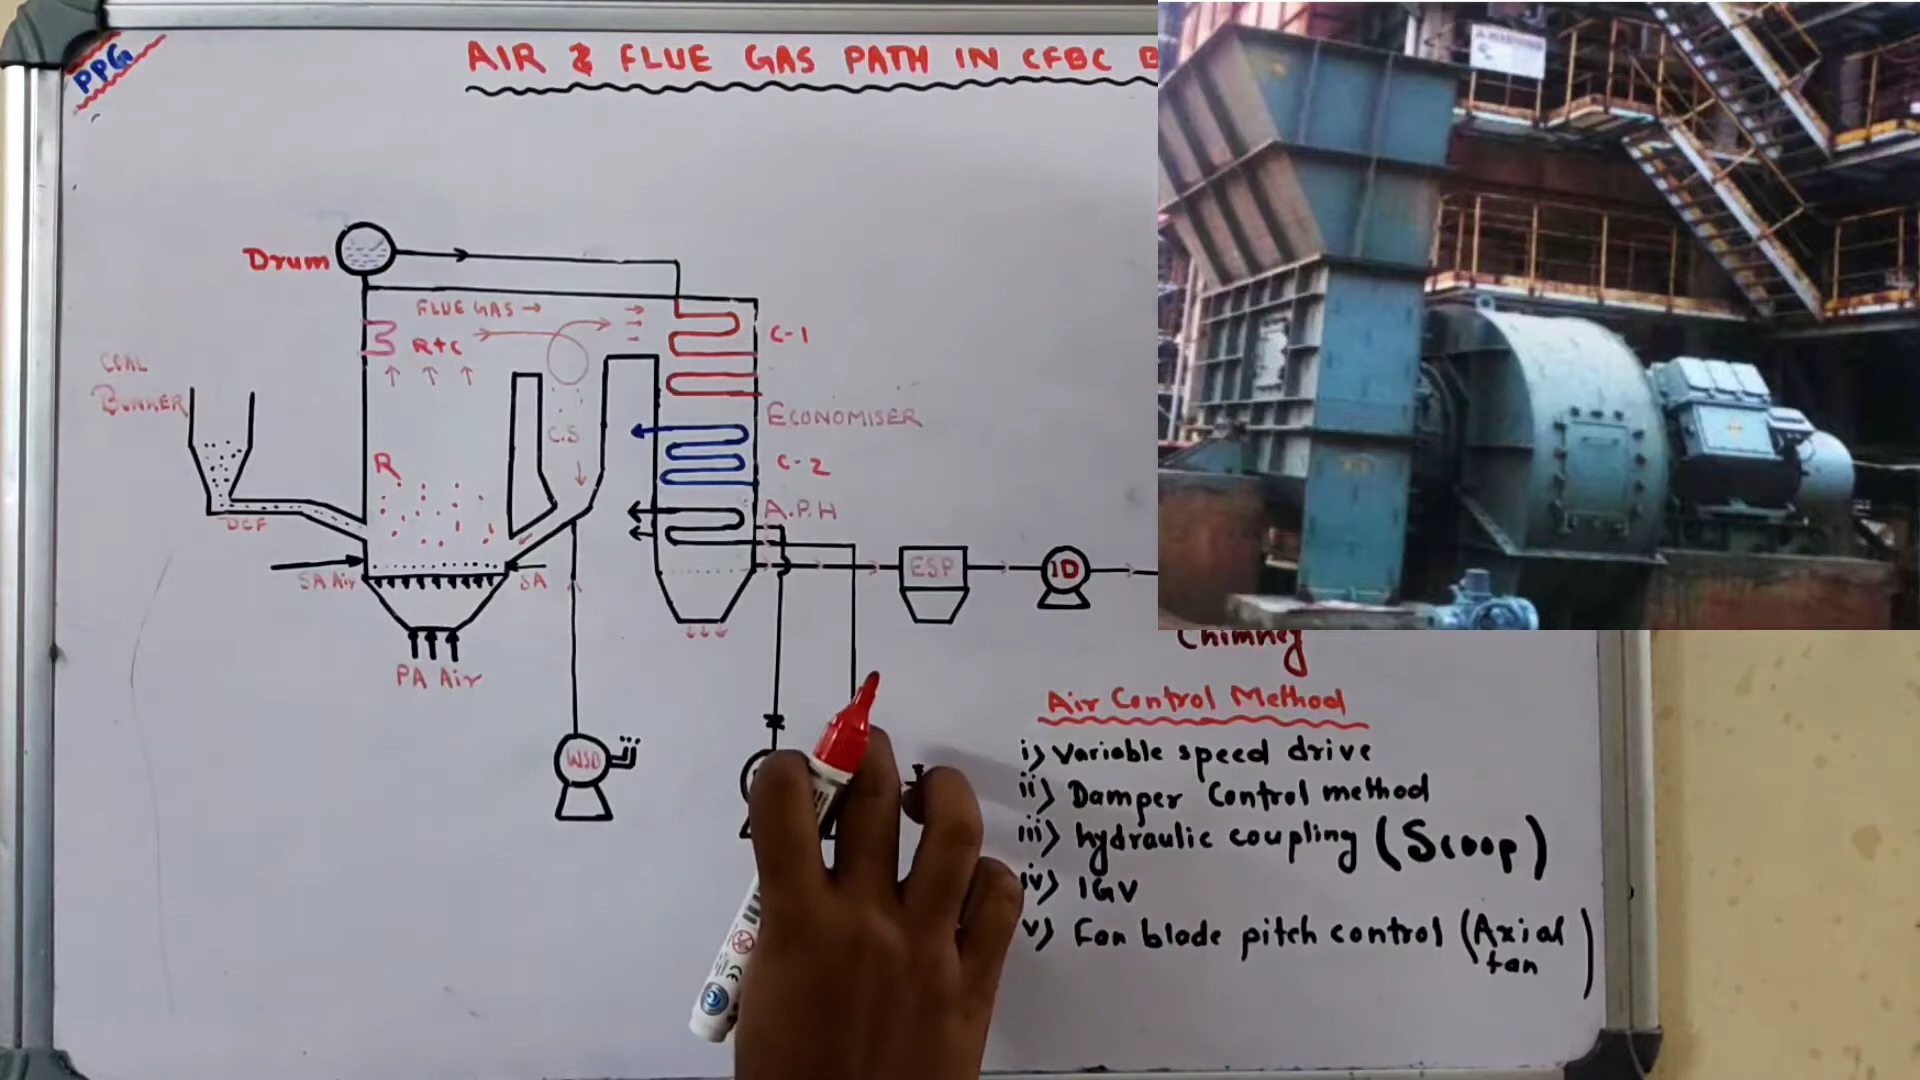 PPG
AIR & FLUE GAS PATH IN CFBC B
Drum
FLUE GAS →
R+C
C-1
COAL
BUNKER
ECONOMISER
C.S
C-2
R
A.P.H
DCF
ESP
ID
SA Air
SA
PA Air
Chimney
Air Control Method
i) Variable speed drive
ii) Damper Control method
iii) hydraulic coupling (Scoop)
iv) IGV
v) Fan blade pitch control (Axial
fan)